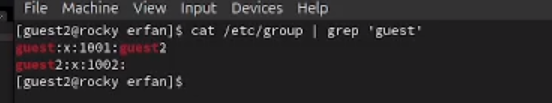 File Machine View Input Devices Help
[guest2@rocky erfan]$ cat /etc/group | grep 'guest'
guest:x:1001:guest2
guest2:x:1002:
[guest2@rocky erfan]$